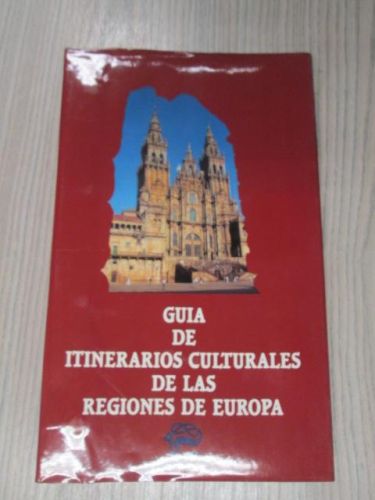 GUIA
DE
ITINERARIOS CULTURALES
DE LAS
REGIONES DE EUROPA